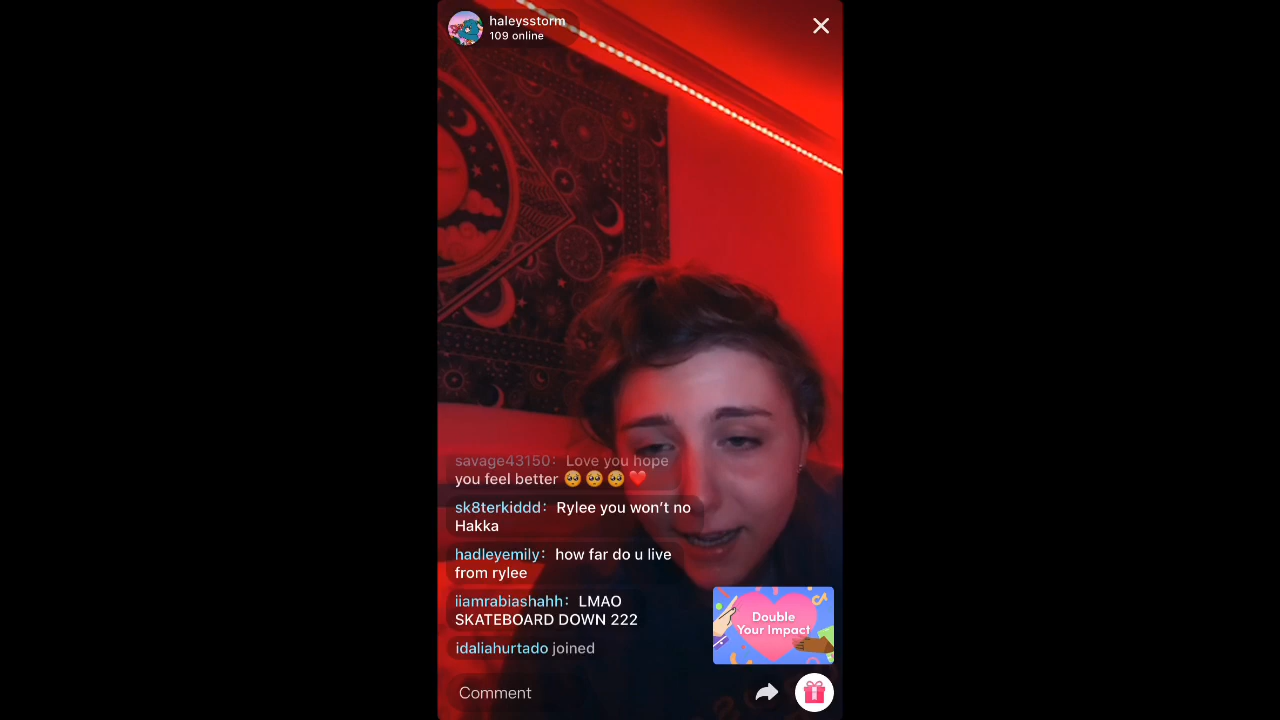 haleysstorm
109 online
savage43150: Love you hope
you feel better 🥺 🥺 🥺 ❤️
sk8terkiddd: Rylee you won’t no
Hakka
hadleyemily: how far do u live
from rylee
iiamrabiashahh: LMAO
SKATEBOARD DOWN 222
idaliahurtado joined
Double
Your Impact
Comment